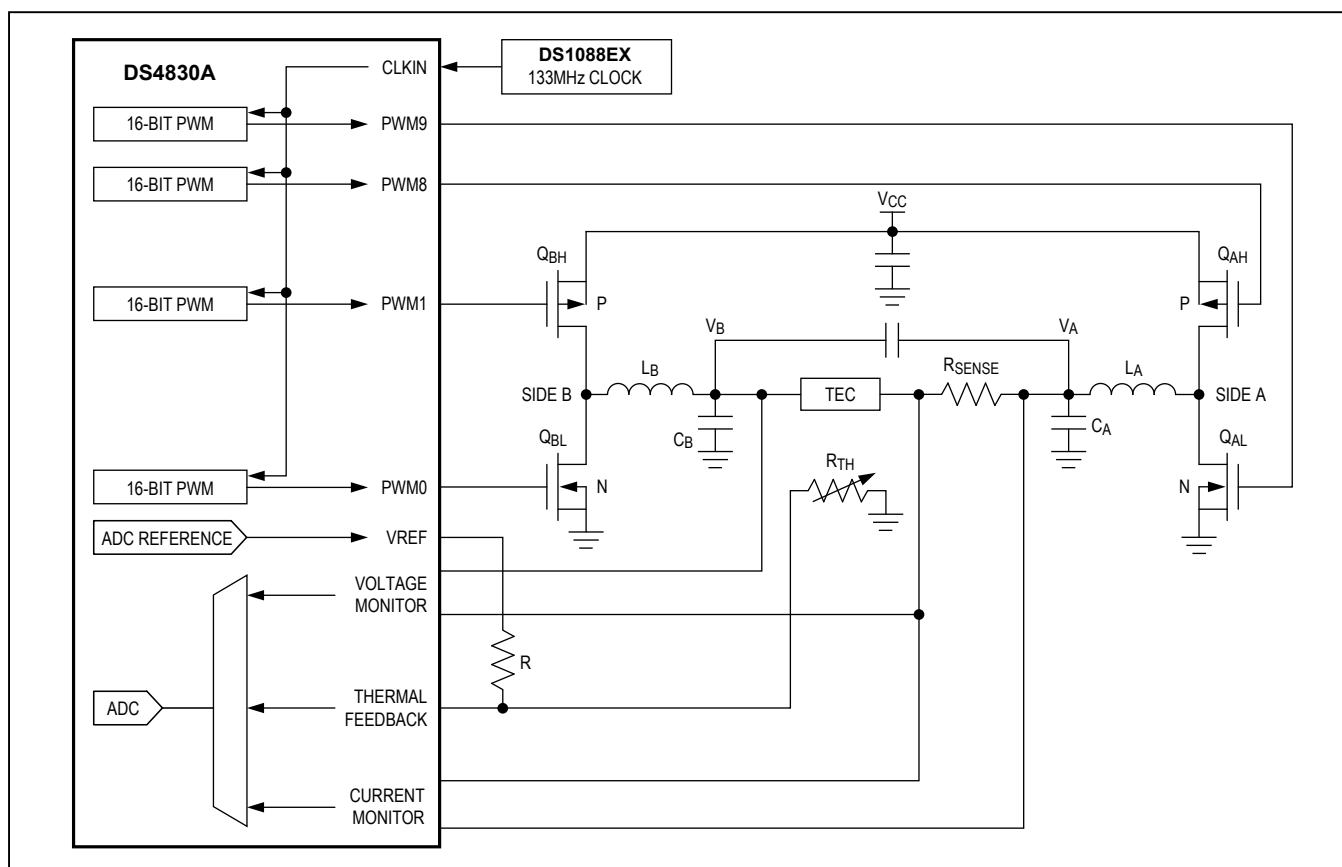 DS4830A
CLKIN
DS1088EX
133MHz CLOCK
16-BIT PWM
PWM9
16-BIT PWM
PWM8
VCC
QBH
QAH
16-BIT PWM
PWM1
P
P
VB
VA
LB
RSENSE
LA
SIDE B
TEC
SIDE A
CB
CA
QBL
QAL
RTH
16-BIT PWM
PWM0
N
N
ADC REFERENCE
VREF
VOLTAGE
MONITOR
R
ADC
THERMAL
FEEDBACK
CURRENT
MONITOR